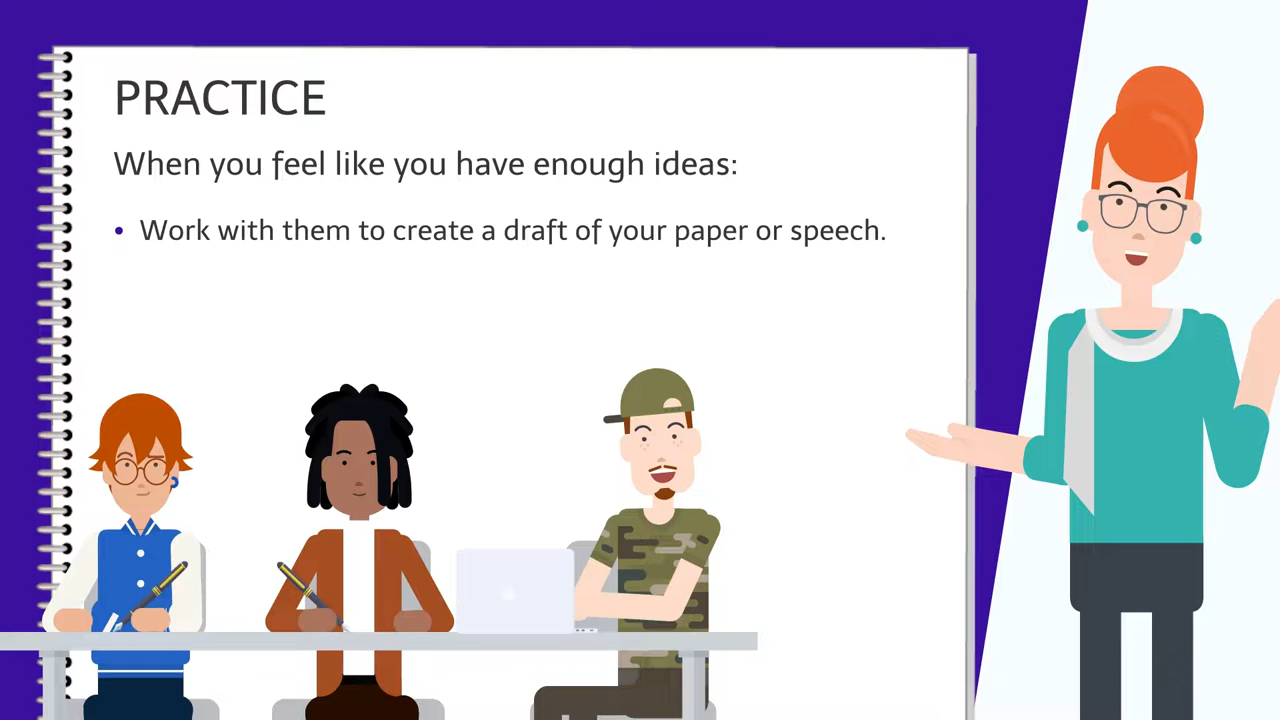 PRACTICE
When you feel like you have enough ideas:
• Work with them to create a draft of your paper or speech.